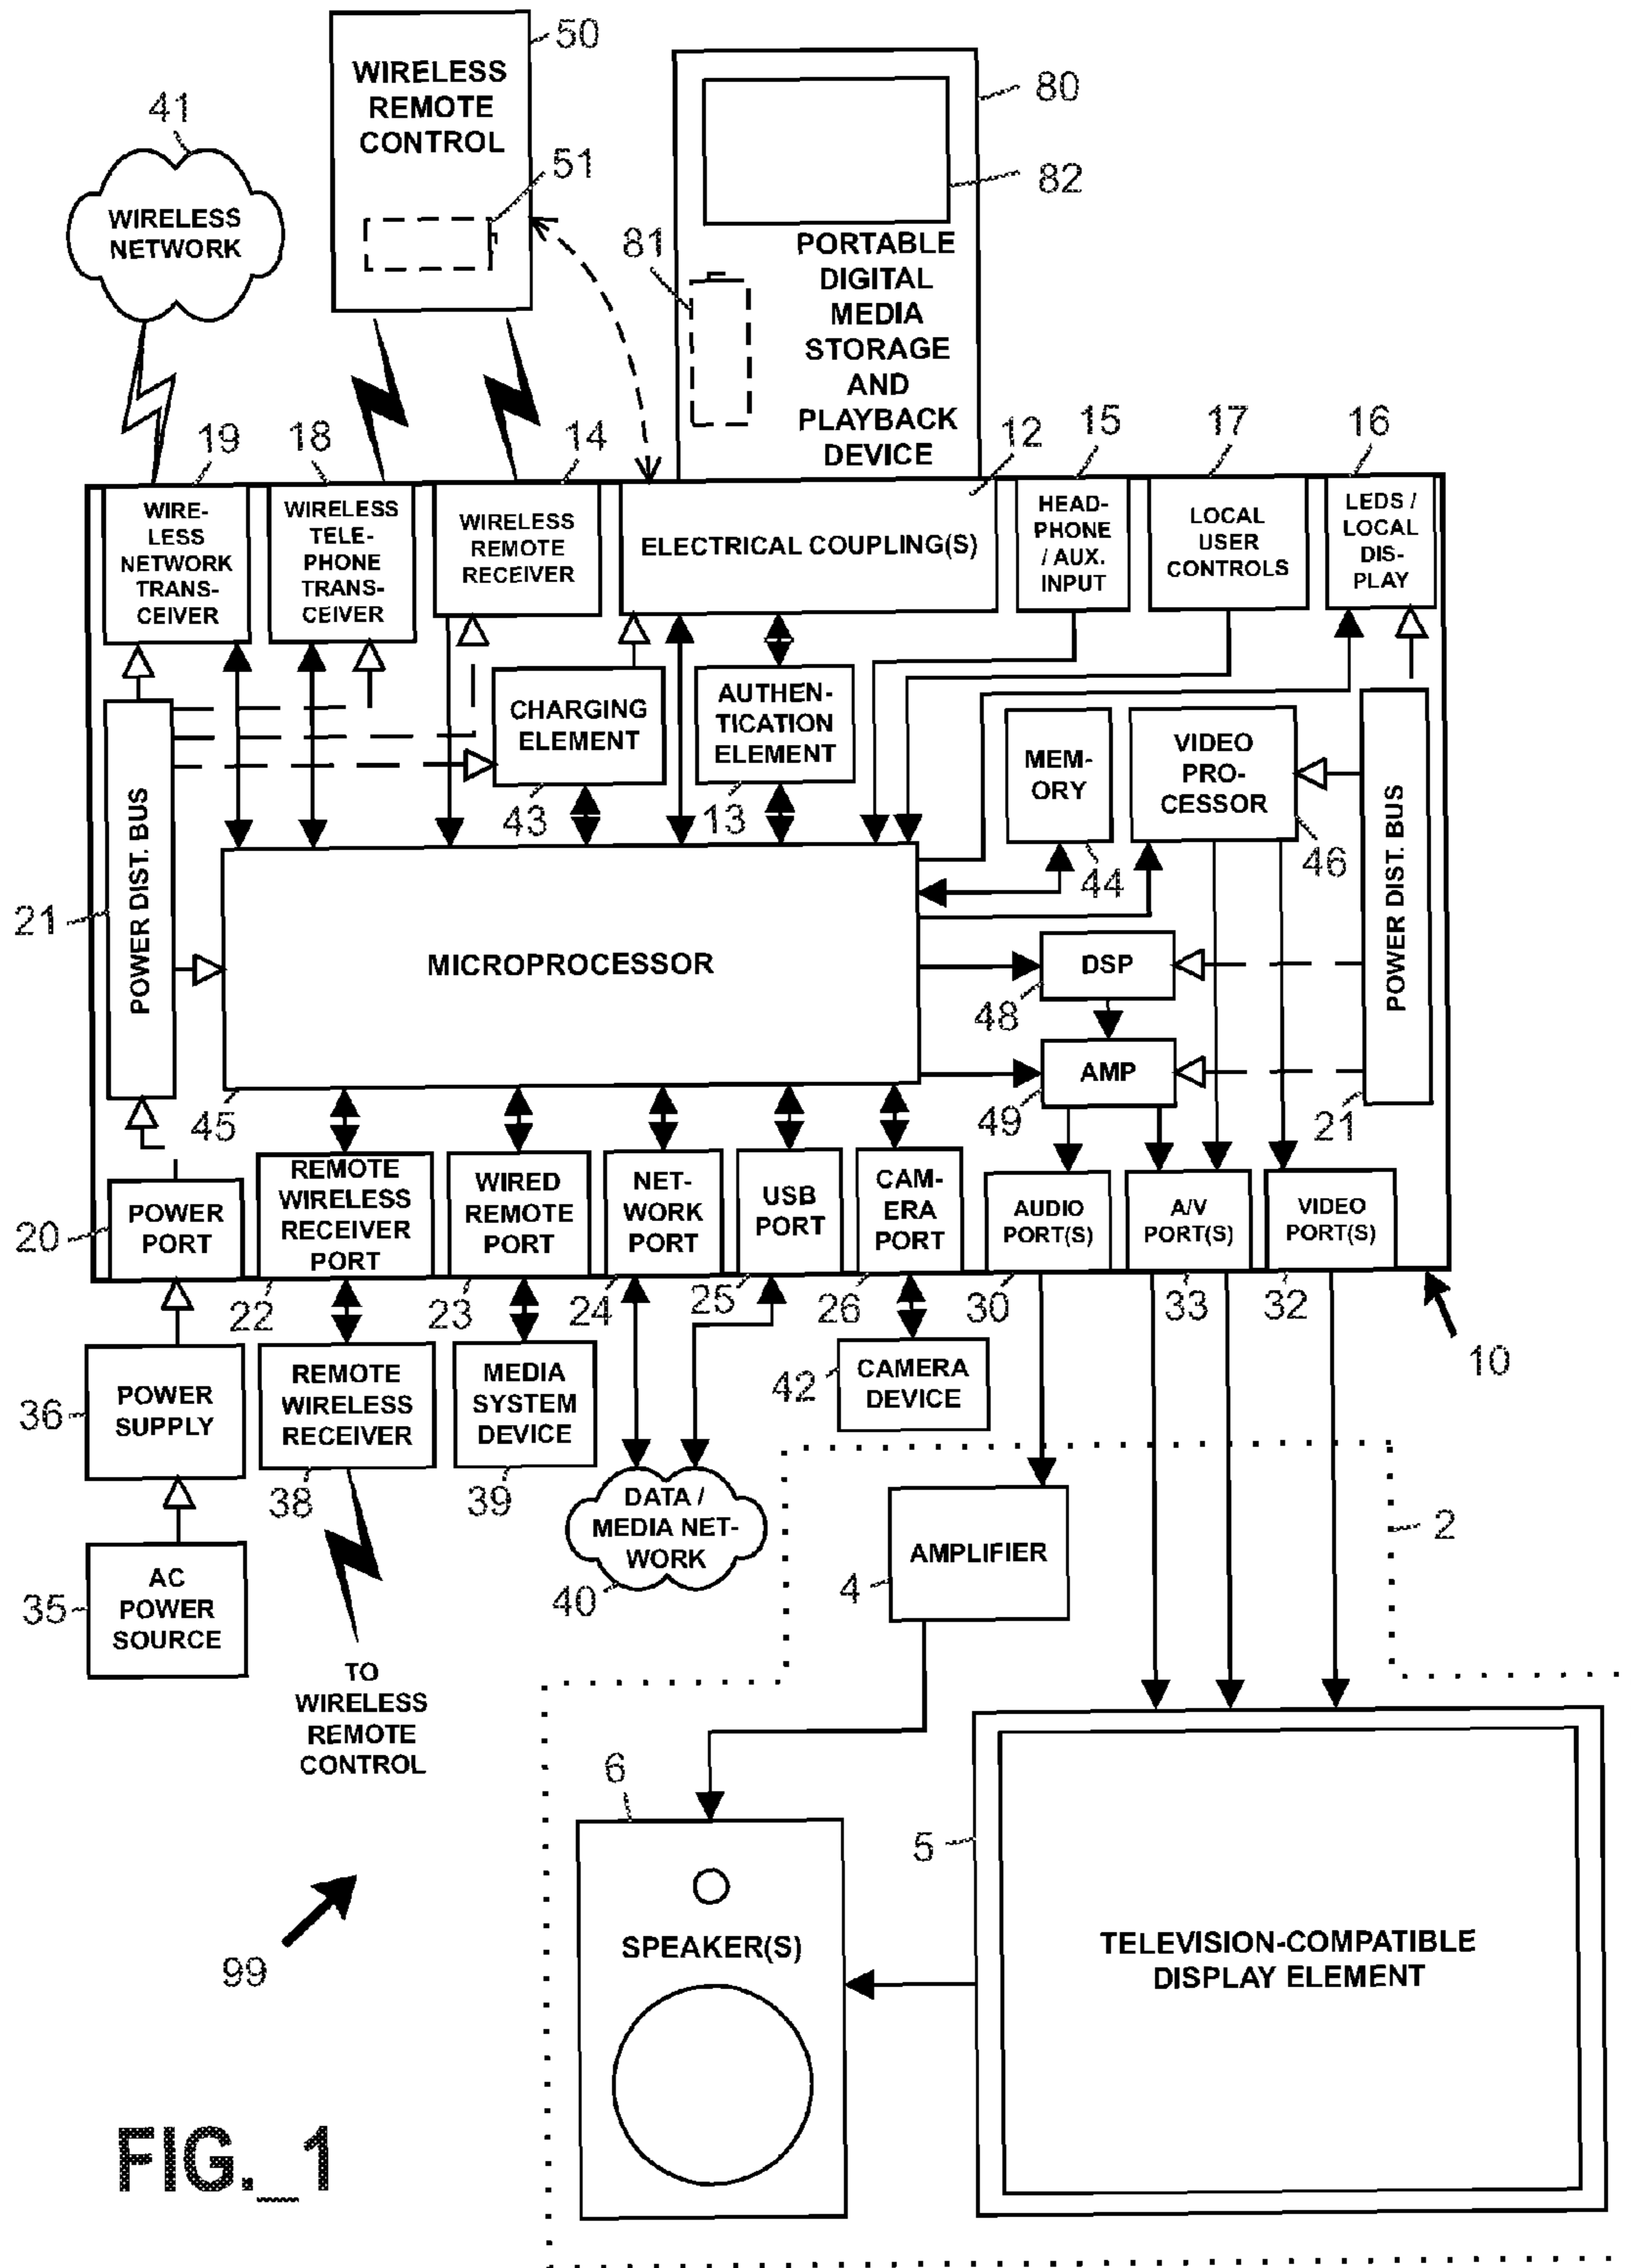 50
WIRELESS
REMOTE
CONTROL
51
41
WIRELESS
NETWORK
80
82
81
PORTABLE
DIGITAL
MEDIA
STORAGE
AND
PLAYBACK
DEVICE
19
18
14
12
15
17
16
WIRE-
LESS
NETWORK
TRANS-
CEIVER
WIRELESS
TELE-
PHONE
TRANS-
CEIVER
WIRELESS
REMOTE
RECEIVER
ELECTRICAL COUPLING(S)
HEAD-
PHONE
/ AUX.
INPUT
LOCAL
USER
CONTROLS
LEDS /
LOCAL
DIS-
PLAY
CHARGING
ELEMENT
43
AUTHEN-
TICATION
ELEMENT
13
MEM-
ORY
44
VIDEO
PRO-
CESSOR
46
POWER DIST. BUS
21
POWER DIST. BUS
21
MICROPROCESSOR
45
DSP
48
AMP
49
POWER
PORT
20
REMOTE
WIRELESS
RECEIVER
PORT
22
WIRED
REMOTE
PORT
23
NET-
WORK
PORT
24
USB
PORT
25
CAM-
ERA
PORT
26
AUDIO
PORT(S)
30
A/V
PORT(S)
33
VIDEO
PORT(S)
32
10
36
POWER
SUPPLY
REMOTE
WIRELESS
RECEIVER
38
MEDIA
SYSTEM
DEVICE
39
42
CAMERA
DEVICE
35
AC
POWER
SOURCE
DATA /
MEDIA NET-
WORK
40
AMPLIFIER
4
2
TO
WIRELESS
REMOTE
CONTROL
6
SPEAKER(S)
5
TELEVISION-COMPATIBLE
DISPLAY ELEMENT
99
FIG._1